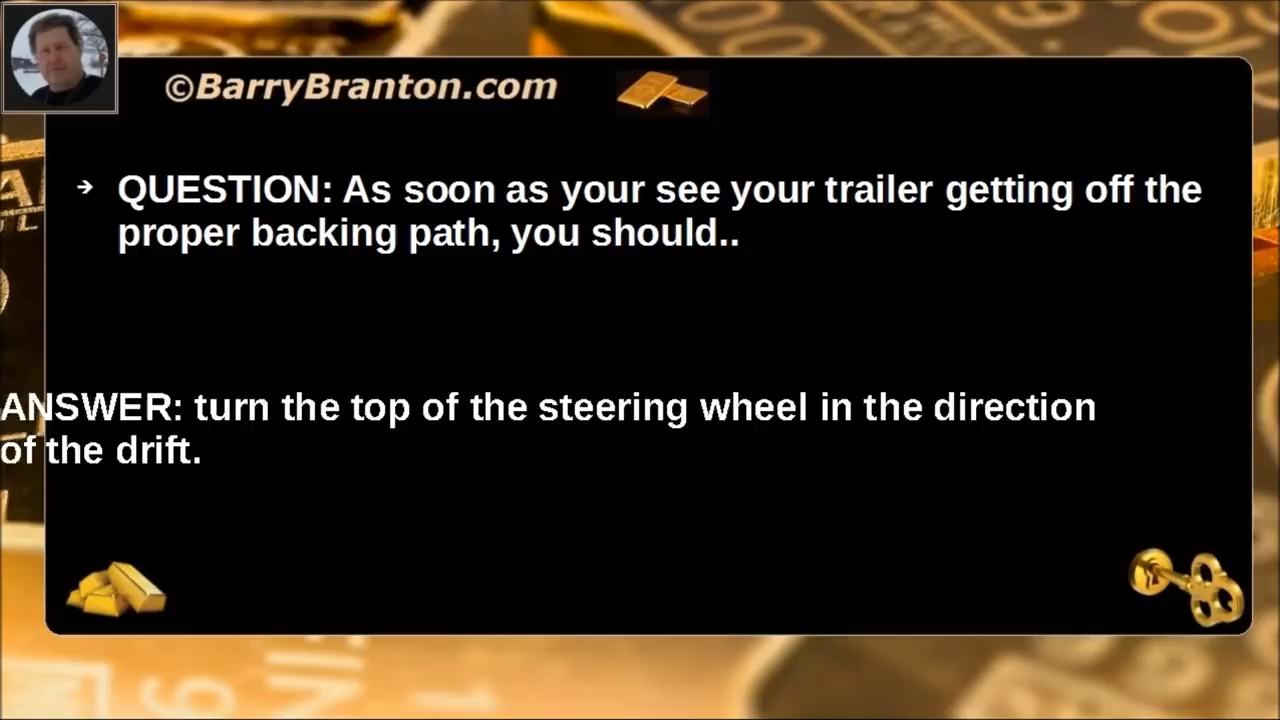 ©BarryBranton.com
➔ QUESTION: As soon as your see your trailer getting off the
proper backing path, you should..
ANSWER: turn the top of the steering wheel in the direction
of the drift.